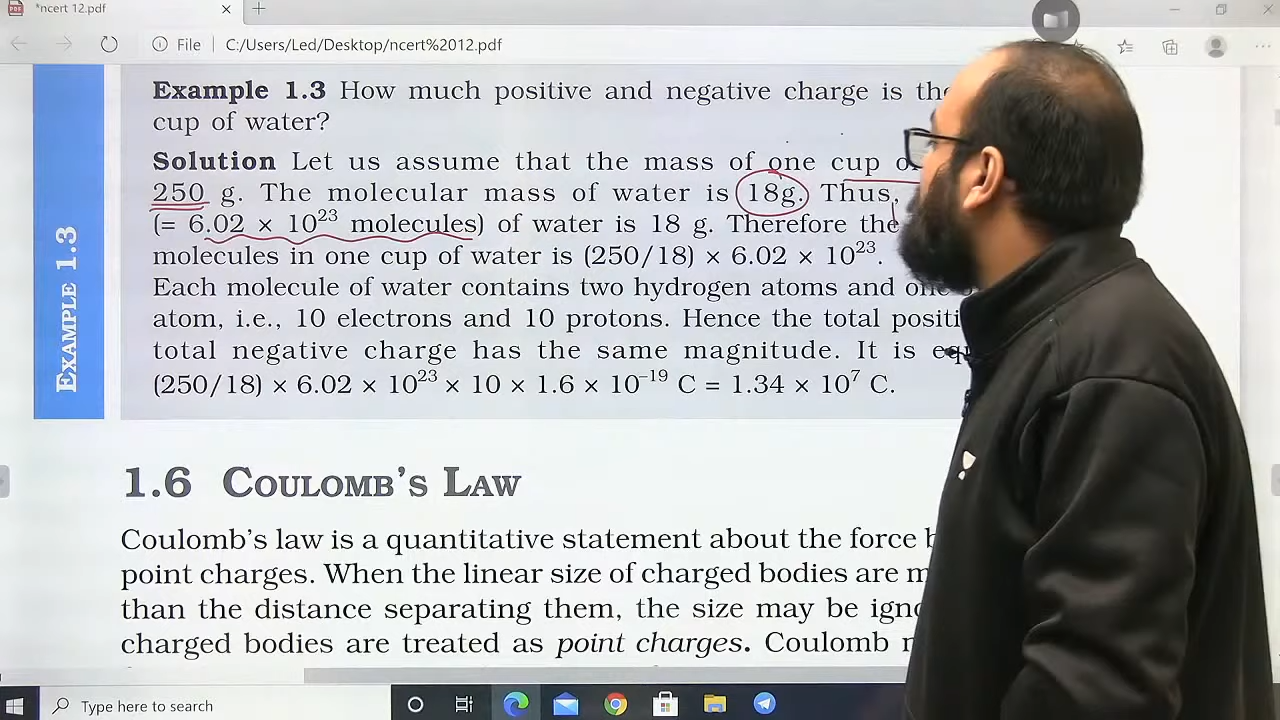 *ncert 12.pdf
File C:/Users/Led/Desktop/ncert%2012.pdf
EXAMPLE 1.3
Example 1.3 How much positive and negative charge is
cup of water?
Solution Let us assume that the mass of one cup
250 g. The molecular mass of water is 18g. Thus,
(= 6.02 × 10²³ molecules) of water is 18 g. Therefore the
molecules in one cup of water is (250/18) × 6.02 × 10²³.
Each molecule of water contains two hydrogen atoms and
atom, i.e., 10 electrons and 10 protons. Hence the total
total negative charge has the same magnitude. It is
(250/18) × 6.02 × 10²³ × 10 × 1.6 × 10⁻¹⁹ C = 1.34 × 10⁷ C.
1.6 COULOMB'S LAW
Coulomb's law is a quantitative statement about the force
point charges. When the linear size of charged bodies are
than the distance separating them, the size may be
charged bodies are treated as point charges. Coulomb
Type here to search